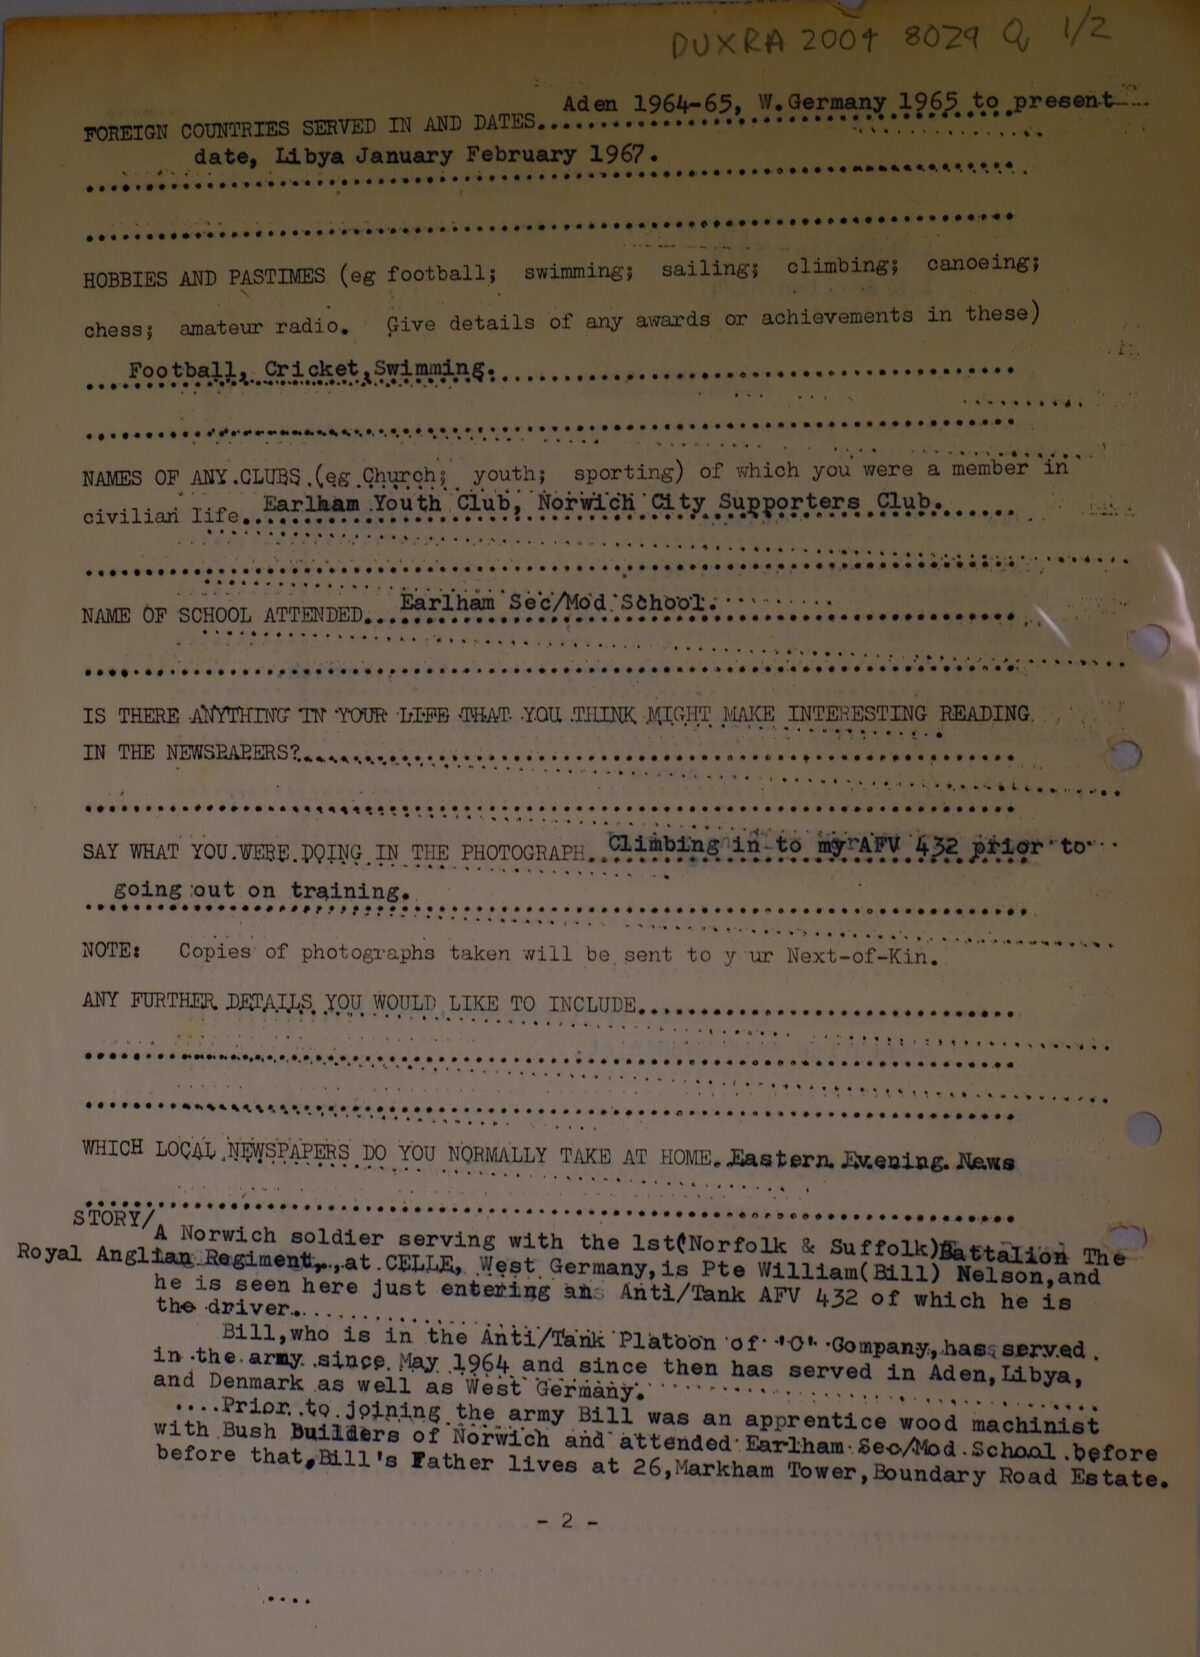 DUXRA 2004 8029 Q 1/2
Aden 1964-65, W.Germany 1965 to present
FOREIGN COUNTRIES SERVED IN AND DATES
date, Libya January February 1967.
HOBBIES AND PASTIMES (eg football; swimming; sailing; climbing; canoeing;
chess; amateur radio. Give details of any awards or achievements in these)
Football, Cricket,Swimming.
NAMES OF ANY CLUBS (eg Church; youth; sporting) of which you were a member in
civilian life Earlham Youth Club, Norwich City Supporters Club.
NAME OF SCHOOL ATTENDED Earlham Sec/Mod School.
IS THERE ANYTHING IN YOUR LIFE THAT YOU THINK MIGHT MAKE INTERESTING READING
IN THE NEWSPAPERS?
SAY WHAT YOU WERE DOING IN THE PHOTOGRAPH Climbing in to my AFV 432 prior to
going out on training.
NOTE: Copies of photographs taken will be sent to y ur Next-of-Kin.
ANY FURTHER DETAILS YOU WOULD LIKE TO INCLUDE
WHICH LOCAL NEWSPAPERS DO YOU NORMALLY TAKE AT HOME. Eastern Evening News
STORY/
A Norwich soldier serving with the 1st(Norfolk & Suffolk)Battalion The
Royal Anglian Regiment, at CELLE, West Germany,is Pte William(Bill) Nelson,and
he is seen here just entering an Anti/Tank AFV 432 of which he is
the driver.
Bill,who is in the Anti/Tank Platoon of Company, has served
in the army since May 1964 and since then has served in Aden,Libya,
and Denmark as well as West Germany.
Prior to joining the army Bill was an apprentice wood machinist
with Bush Builders of Norwich and attended Earlham Sec/Mod School before
before that,Bill's Father lives at 26,Markham Tower,Boundary Road Estate.
- 2 -